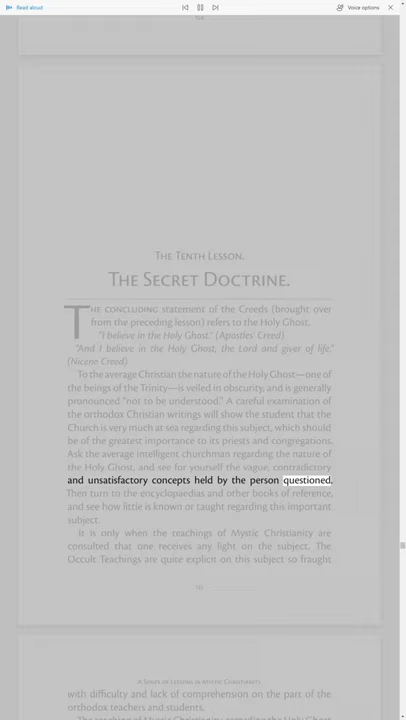 Read aloud
Voice options
THE TENTH LESSON.
THE SECRET DOCTRINE.
THE CONCLUDING statement of the Creeds (brought over
from the preceding lesson) refers to the Holy Ghost.
"I believe in the Holy Ghost." (Apostles' Creed)
"And I believe in the Holy Ghost, the Lord and giver of life."
(Nicene Creed)
To the average Christian the nature of the Holy Ghost—one of
the beings of the Trinity—is veiled in obscurity, and is generally
pronounced "not to be understood." A careful examination of
the orthodox Christian writings will show the student that the
Church is very much at sea regarding this subject, which should
be of the greatest importance to its priests and congregations.
Ask the average intelligent churchman regarding the nature of
the Holy Ghost, and see for yourself the vague, contradictory
and unsatisfactory concepts held by the person questioned.
Then turn to the encyclopaedias and other books of reference,
and see how little is known or taught regarding this important
subject.
It is only when the teachings of Mystic Christianity are
consulted that one receives any light on the subject. The
Occult Teachings are quite explicit on this subject so fraught
A SERIES OF LESSONS IN MYSTIC CHRISTIANITY
with difficulty and lack of comprehension on the part of the
orthodox teachers and students.
The teaching of Mystic Christianity, regarding the Holy Ghost